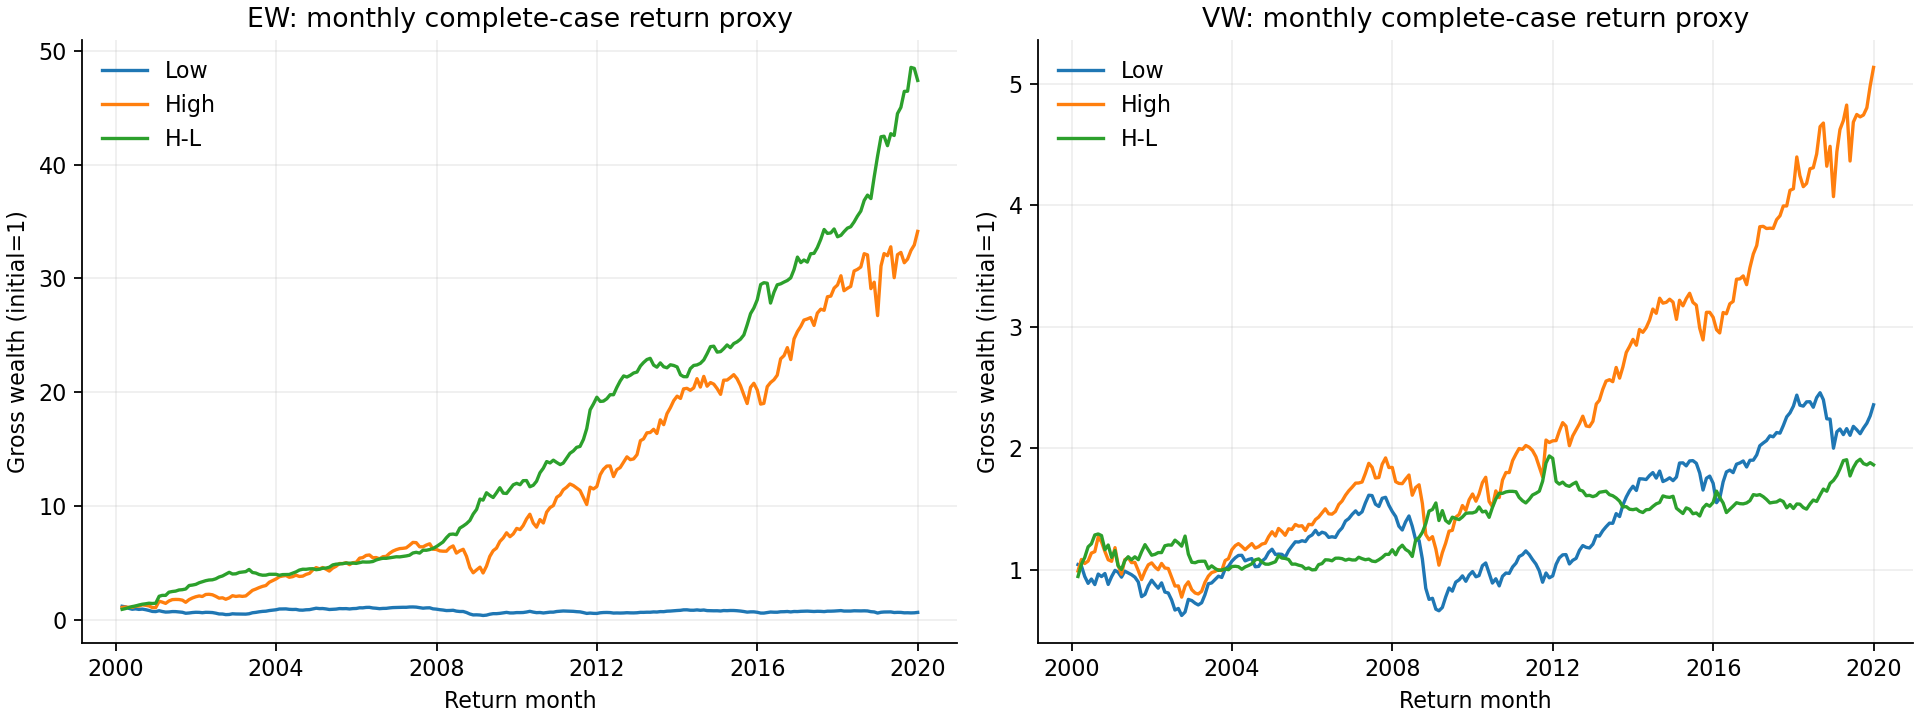 EW: monthly complete-case return proxy
Gross wealth (initial=1)
50
40
30
20
10
0
Low
High
H-L
2000 2004 2008 2012 2016 2020
Return month
VW: monthly complete-case return proxy
Gross wealth (initial=1)
5
4
3
2
1
Low
High
H-L
2000 2004 2008 2012 2016 2020
Return month